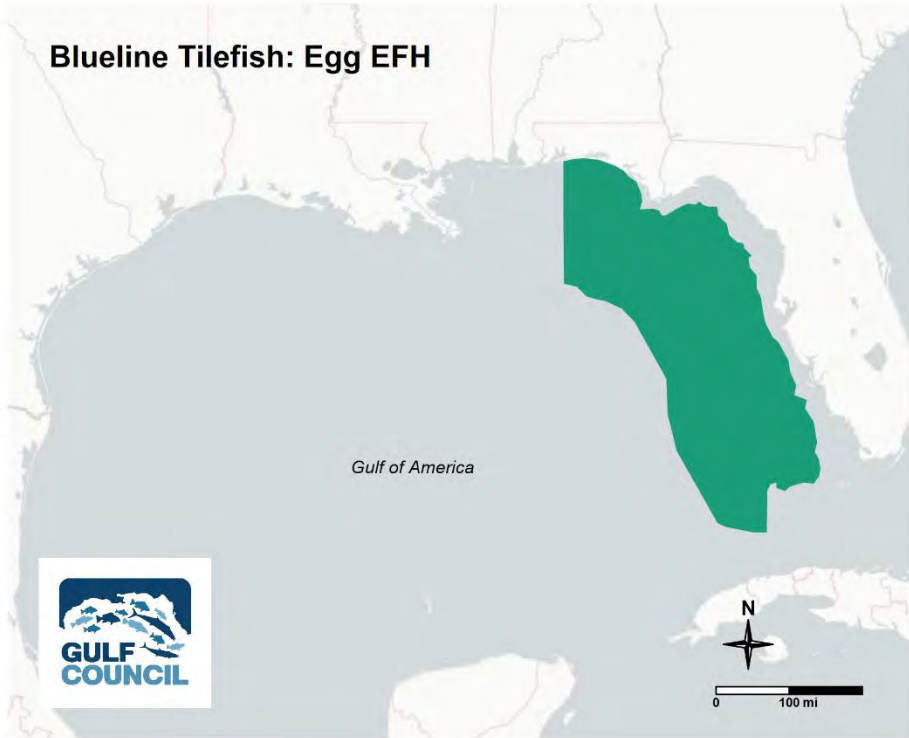 Blueline Tilefish: Egg EFH
Gulf of America
GULF
COUNCIL
N
0 100 mi